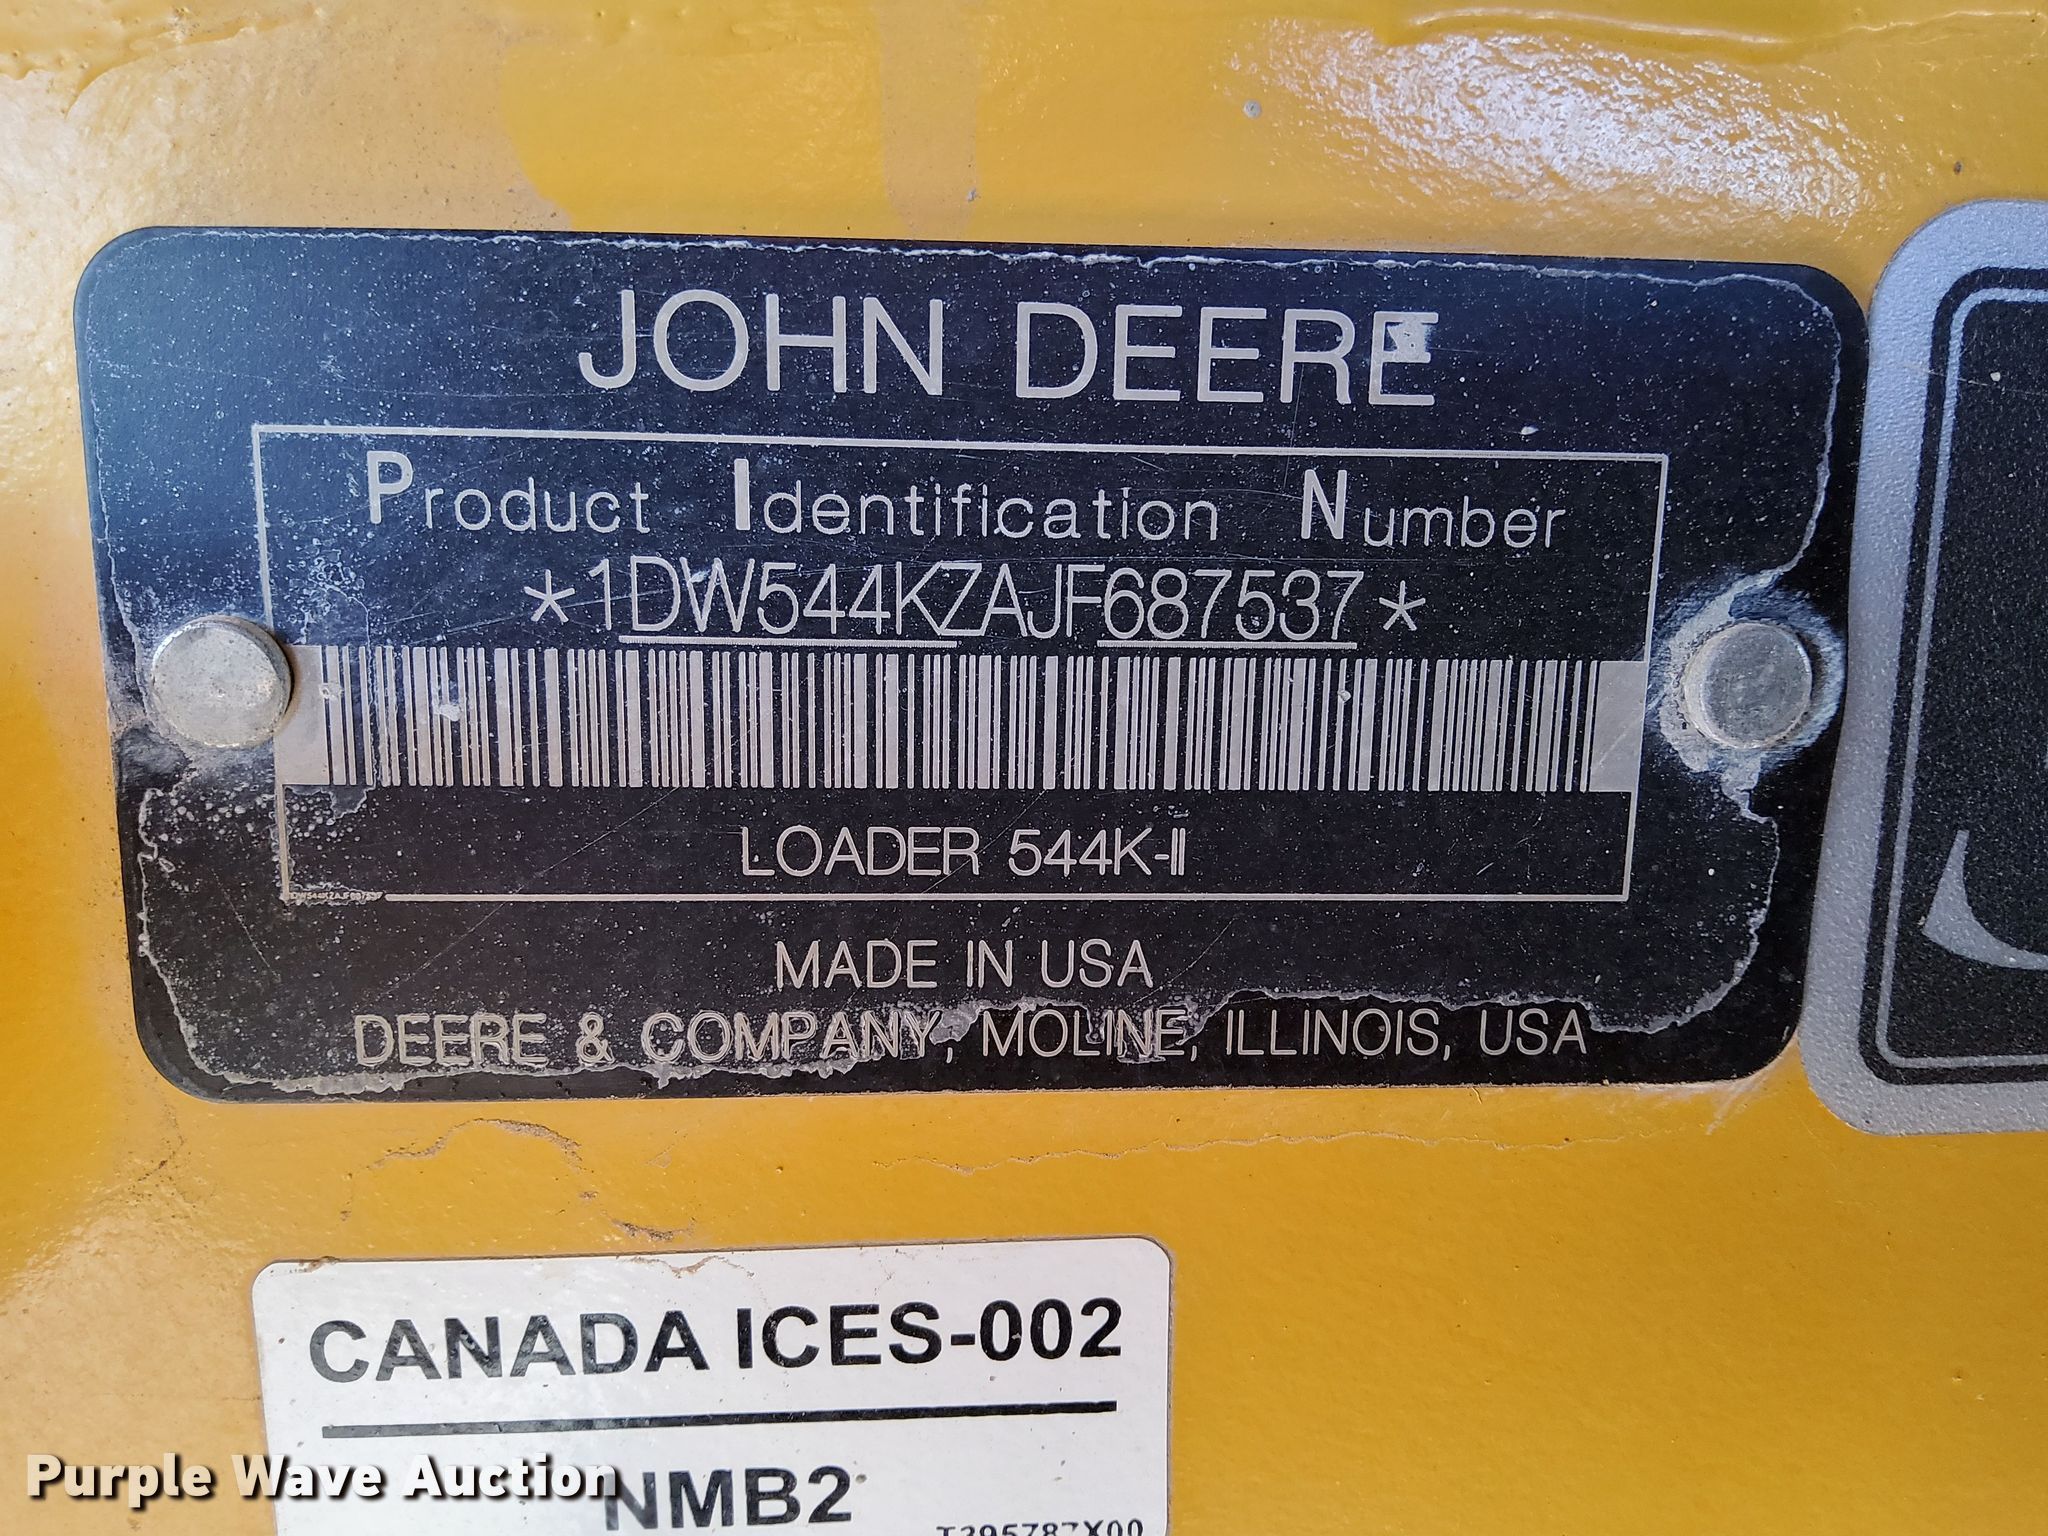 JOHN DEERE
Product Identification Number
*1DW544KZAJF687537*
LOADER 544K-II
1DW544KZAJF687537
MADE IN USA
DEERE & COMPANY, MOLINE, ILLINOIS, USA
CANADA ICES-002
NMB2
Purple Wave Auction